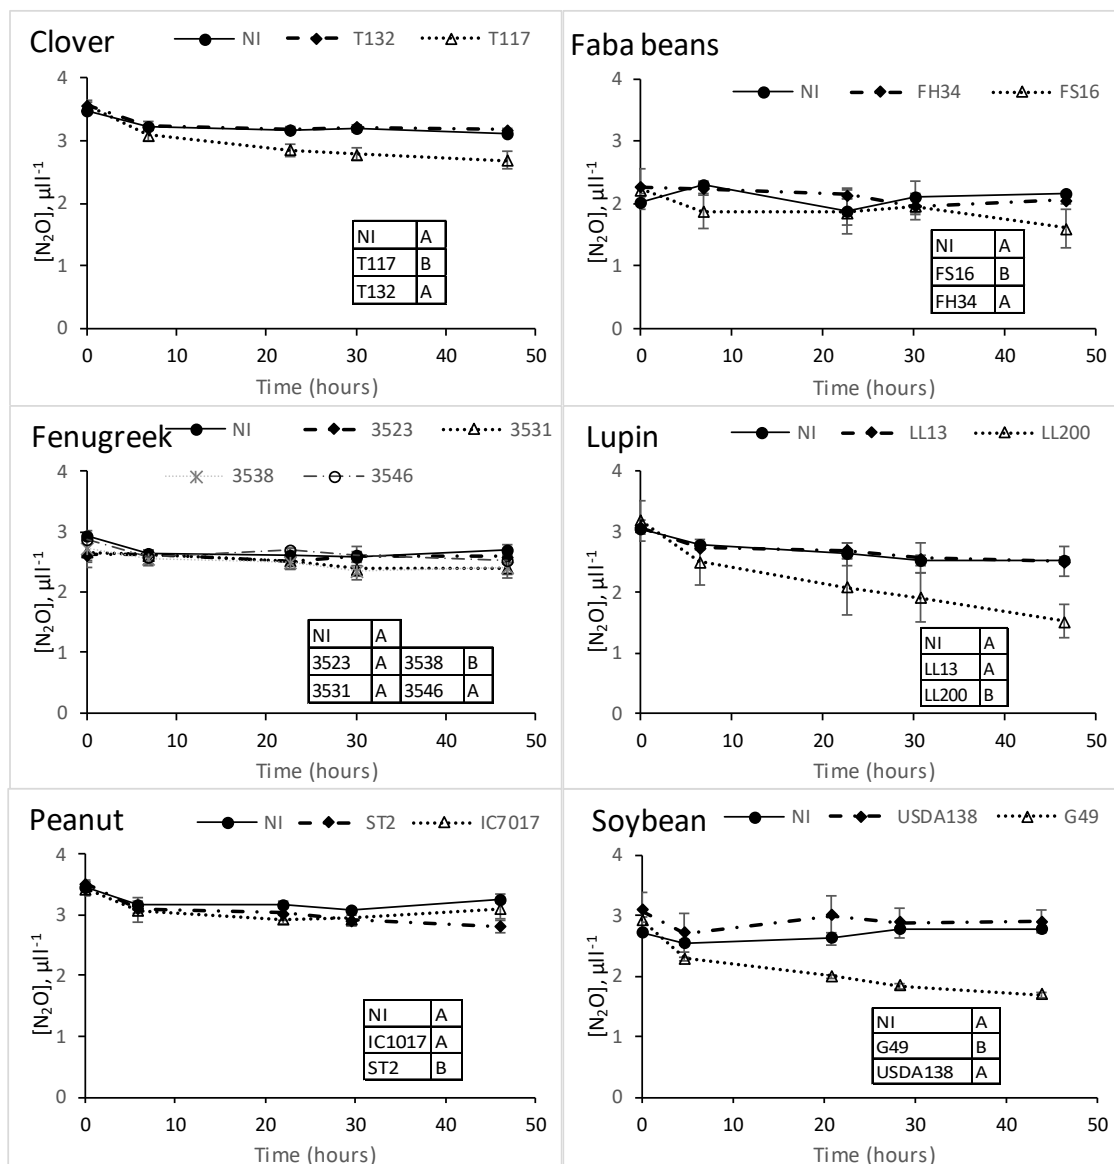 Clover
NI T132 T117
[N₂O], µll⁻¹
4
3
2
1
0
NI A
T117 B
T132 A
0 10 20 30 40 50
Time (hours)
Faba beans
NI FH34 FS16
[N₂O], µll⁻¹
4
3
2
1
0
NI A
FS16 B
FH34 A
0 10 20 30 40 50
Time (hours)
Fenugreek
NI 3523 3531
3538 3546
[N₂O], µll⁻¹
4
3
2
1
0
NI A
3523 A 3538 B
3531 A 3546 A
0 10 20 30 40 50
Time (hours)
Lupin
NI LL13 LL200
[N₂O], µll⁻¹
4
3
2
1
0
NI A
LL13 A
LL200 B
0 10 20 30 40 50
Time (hours)
Peanut
NI ST2 IC7017
[N₂O], µll⁻¹
4
3
2
1
0
NI A
IC1017 A
ST2 B
0 10 20 30 40 50
Time (hours)
Soybean
NI USDA138 G49
[N₂O], µll⁻¹
4
3
2
1
0
NI A
G49 B
USDA138 A
0 10 20 30 40 50
Time (hours)